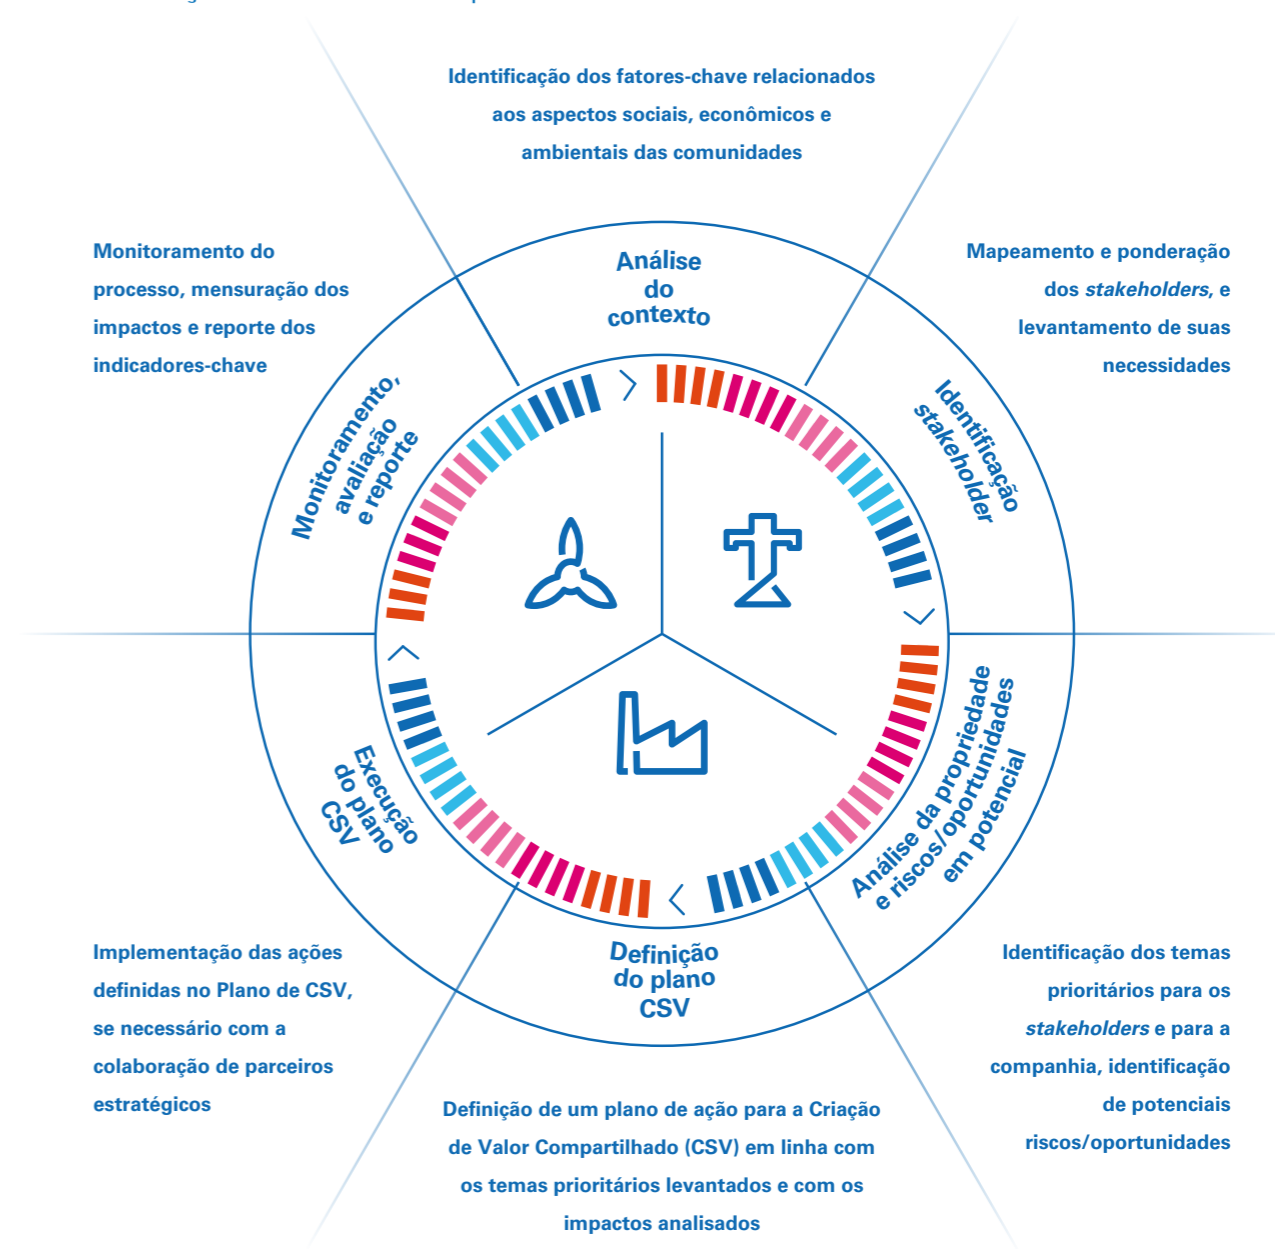 Identificação dos fatores-chave relacionados
aos aspectos sociais, econômicos e
ambientais das comunidades
Análise
do
contexto
Mapeamento e ponderação
dos stakeholders, e
levantamento de suas
necessidades
Identificação
stakeholder
Análise da propriedade
e riscos/oportunidades
em potencial
Identificação dos temas
prioritários para os
stakeholders e para a
companhia, identificação
de potenciais
riscos/oportunidades
Definição
do plano
CSV
Definição de um plano de ação para a Criação
de Valor Compartilhado (CSV) em linha com
os temas prioritários levantados e com os
impactos analisados
Execução
do plano
CSV
Implementação das ações
definidas no Plano de CSV,
se necessário com a
colaboração de parceiros
estratégicos
Monitoramento,
avaliação
e reporte
Monitoramento do
processo, mensuração dos
impactos e reporte dos
indicadores-chave